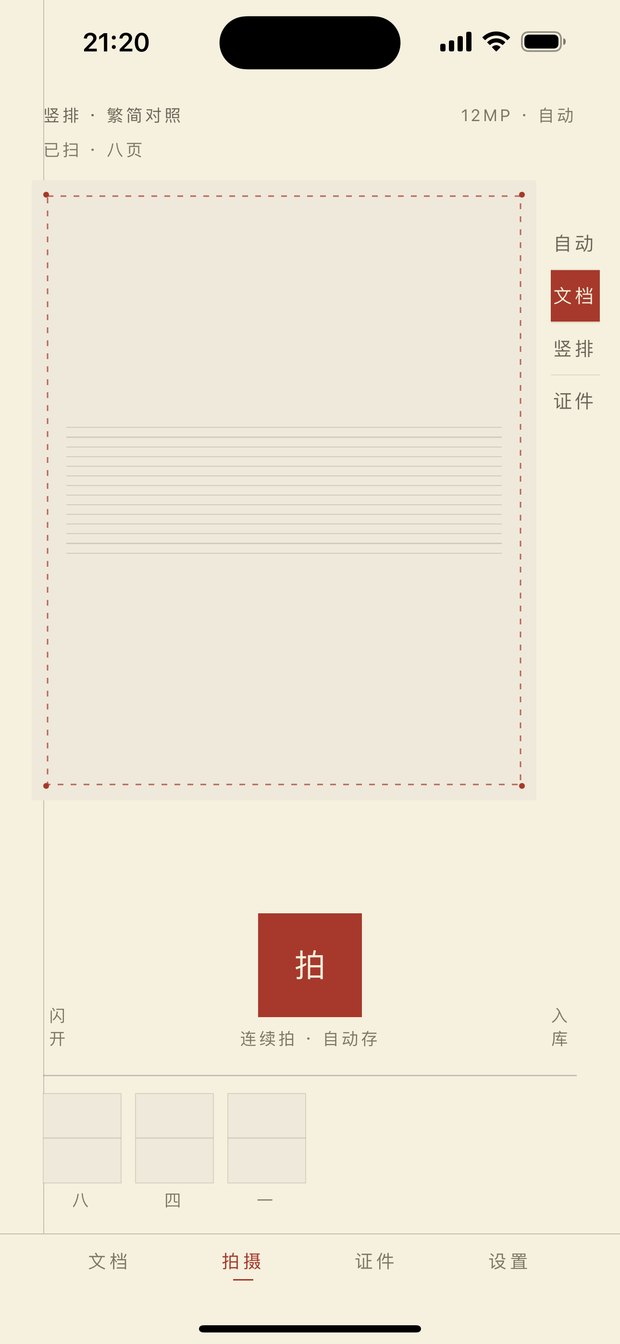 21:20
竖排 · 繁简对照
12MP · 自动
已扫 · 八页
自动
文档
竖排
证件
拍
闪开
入库
连续拍 · 自动存
八
四
一
文档
拍摄
证件
设置